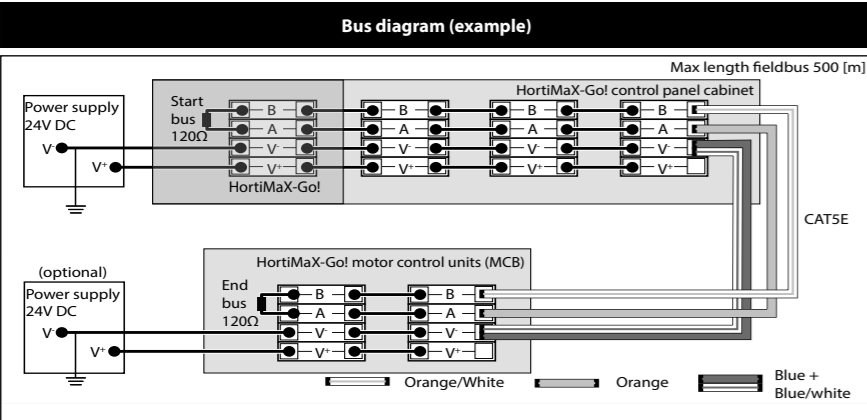 Bus diagram (example)
Max length fieldbus 500 [m]
HortiMaX-Go! control panel cabinet
Power supply
24V DC
V-
V+
Start
bus
120Ω
B B B B
A A A A
V- V- V- V-
V+ V+ V+ V+
HortiMaX-Go!
CAT5E
HortiMaX-Go! motor control units (MCB)
(optional)
Power supply
24V DC
V-
V+
End
bus
120Ω
B B
A A
V- V-
V+ V+
Orange/White
Orange
Blue +
Blue/white